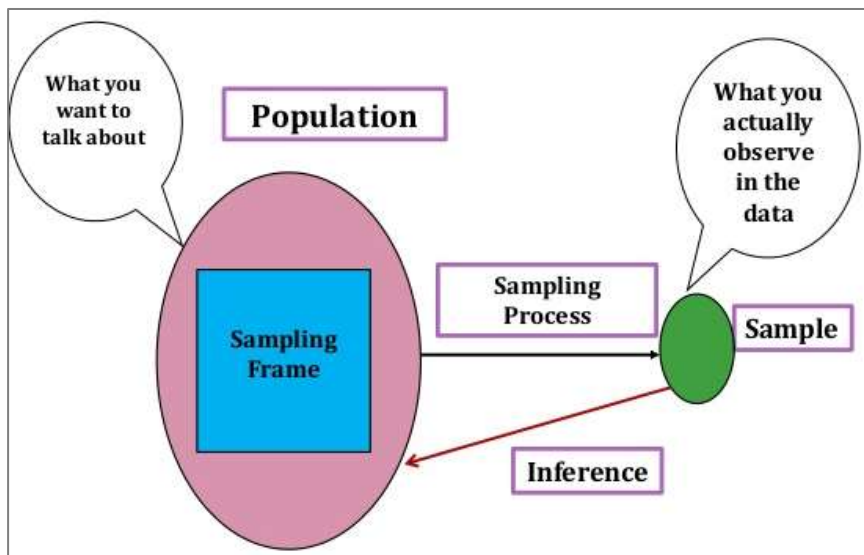 What you
want to
talk about
Population
What you
actually
observe
in the
data
Sampling
Frame
Sampling
Process
Sample
Inference